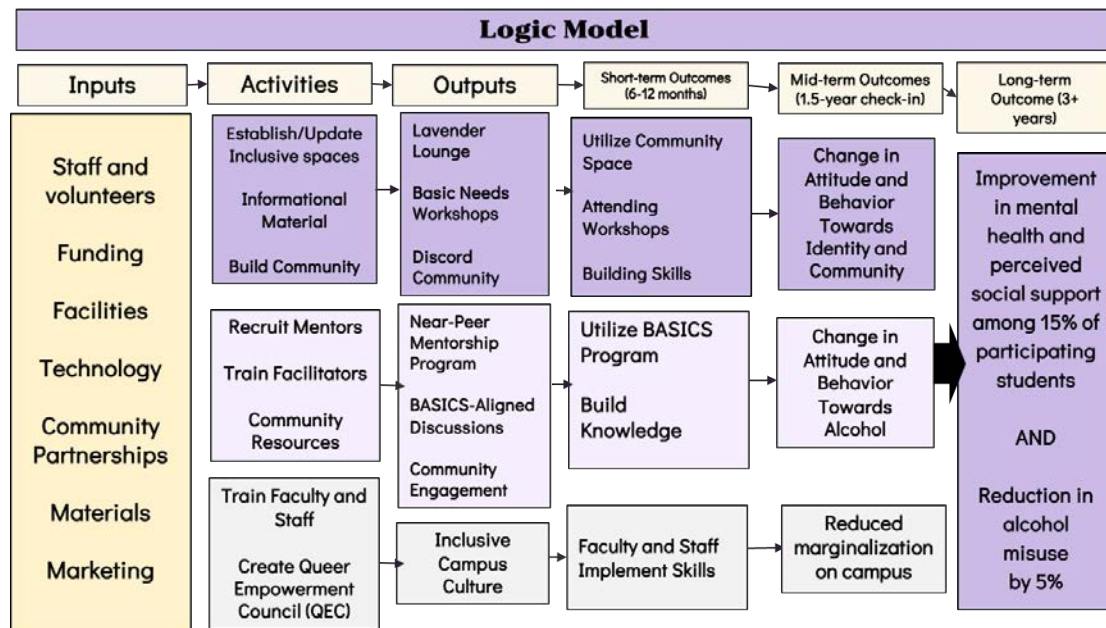 Logic Model
Inputs
Activities
Outputs
Short-term Outcomes
(6-12 months)
Mid-term Outcomes
(1.5-year check-in)
Long-term
Outcome (3+
years)
Staff and
volunteers
Funding
Facilities
Technology
Community
Partnerships
Materials
Marketing
Establish/Update
Inclusive spaces
Informational
Material
Build Community
Lavender
Lounge
Basic Needs
Workshops
Discord
Community
Utilize Community
Space
Attending
Workshops
Building Skills
Change in
Attitude and
Behavior
Towards
Identity and
Community
Recruit Mentors
Train Facilitators
Community
Resources
Near-Peer
Mentorship
Program
BASICS-Aligned
Discussions
Community
Engagement
Utilize BASICS
Program
Build
Knowledge
Change in
Attitude and
Behavior
Towards
Alcohol
Train Faculty and
Staff
Create Queer
Empowerment
Council (QEC)
Inclusive
Campus
Culture
Faculty and Staff
Implement Skills
Reduced
marginalization
on campus
Improvement
in mental
health and
perceived
social support
among 15% of
participating
students
AND
Reduction in
alcohol
misuse
by 5%